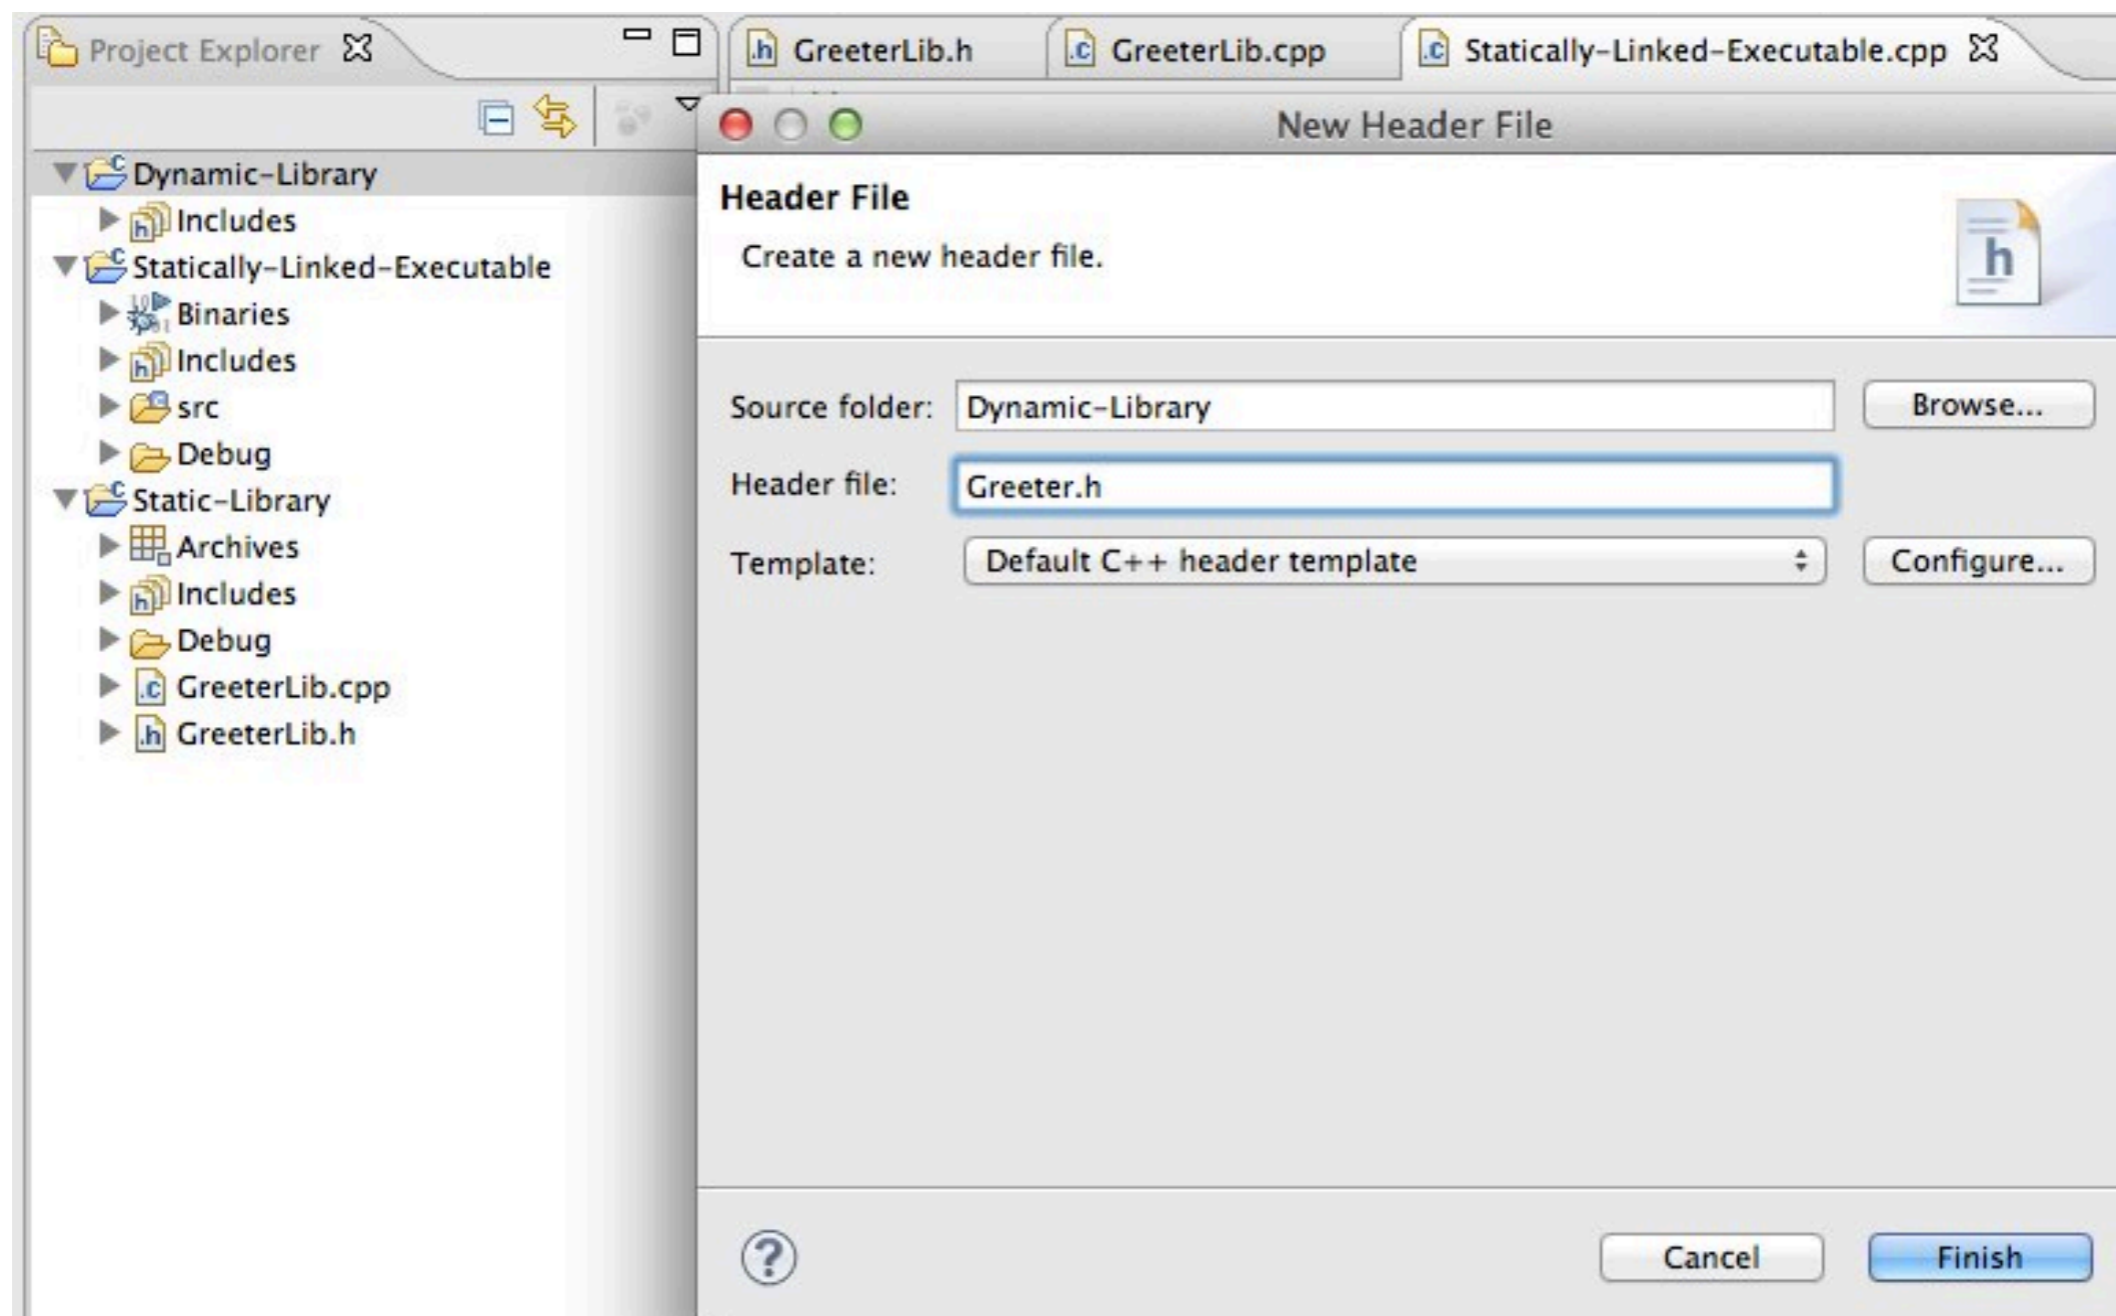 Project Explorer
GreeterLib.h
GreeterLib.cpp
Statically-Linked-Executable.cpp
Dynamic-Library
Includes
Statically-Linked-Executable
Binaries
Includes
src
Debug
Static-Library
Archives
Includes
Debug
GreeterLib.cpp
GreeterLib.h
New Header File
Header File
Create a new header file.
h
Source folder: Dynamic-Library Browse...
Header file: Greeter.h
Template: Default C++ header template Configure...
? Cancel Finish